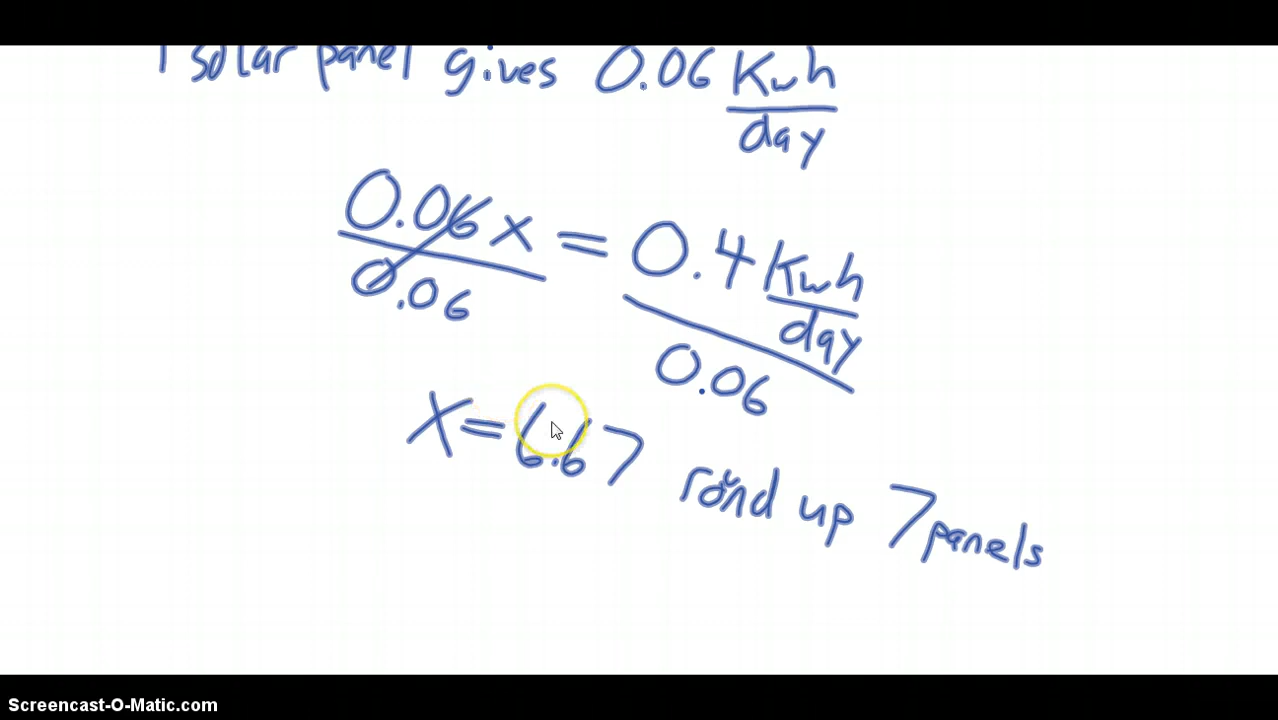 1 solar panel gives 0.06 Kwh
day
0.06x = 0.4 Kwh
day
0.06 0.06
x = 6.67 round up 7 panels
Screencast-O-Matic.com